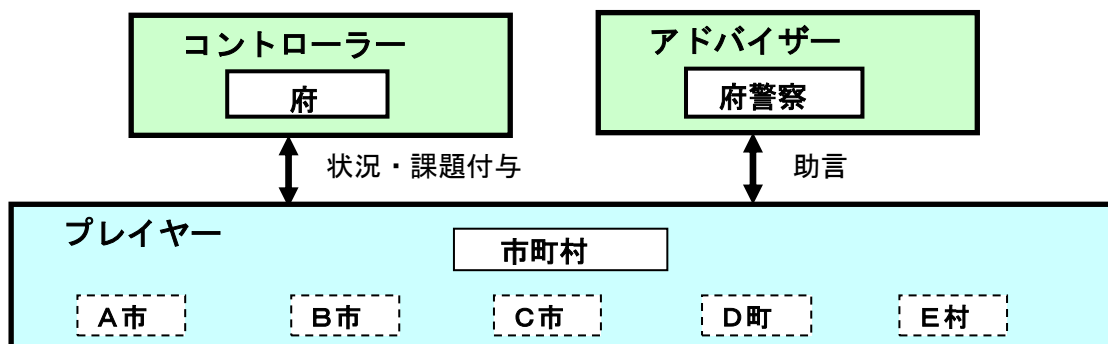 コントローラー
府
アドバイザー
府警察
状況・課題付与
助言
プレイヤー
市町村
A市
B市
C市
D町
E村